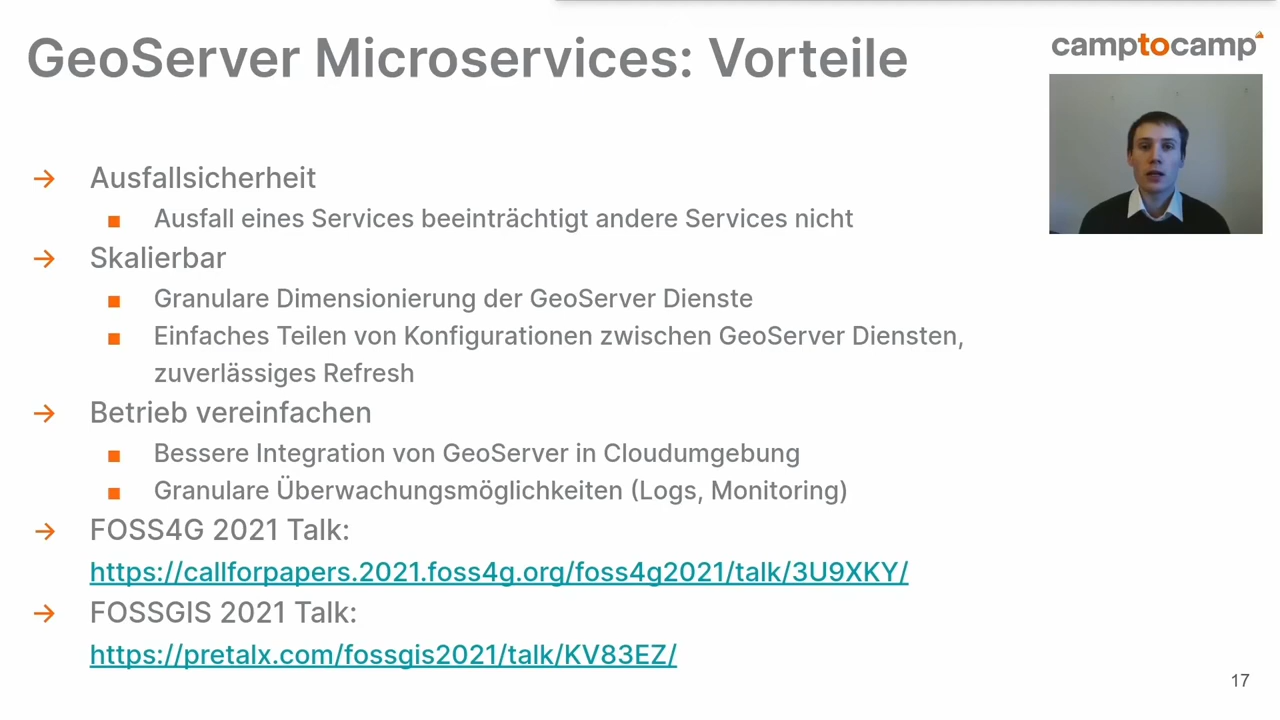 GeoServer Microservices: Vorteile
camptocamp
→ Ausfallsicherheit
■ Ausfall eines Services beeinträchtigt andere Services nicht
→ Skalierbar
■ Granulare Dimensionierung der GeoServer Dienste
■ Einfaches Teilen von Konfigurationen zwischen GeoServer Diensten,
zuverlässiges Refresh
→ Betrieb vereinfachen
■ Bessere Integration von GeoServer in Cloudumgebung
■ Granulare Überwachungsmöglichkeiten (Logs, Monitoring)
→ FOSS4G 2021 Talk:
https://callforpapers.2021.foss4g.org/foss4g2021/talk/3U9XKY/
→ FOSSGIS 2021 Talk:
https://pretalx.com/fossgis2021/talk/KV83EZ/
17